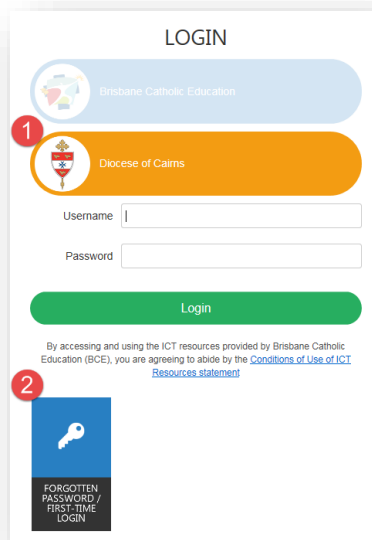 LOGIN
Brisbane Catholic Education
1
Diocese of Cairns
Username
Password
Login
By accessing and using the ICT resources provided by Brisbane Catholic
Education (BCE), you are agreeing to abide by the Conditions of Use of ICT
Resources statement
2
FORGOTTEN
PASSWORD /
FIRST-TIME
LOGIN